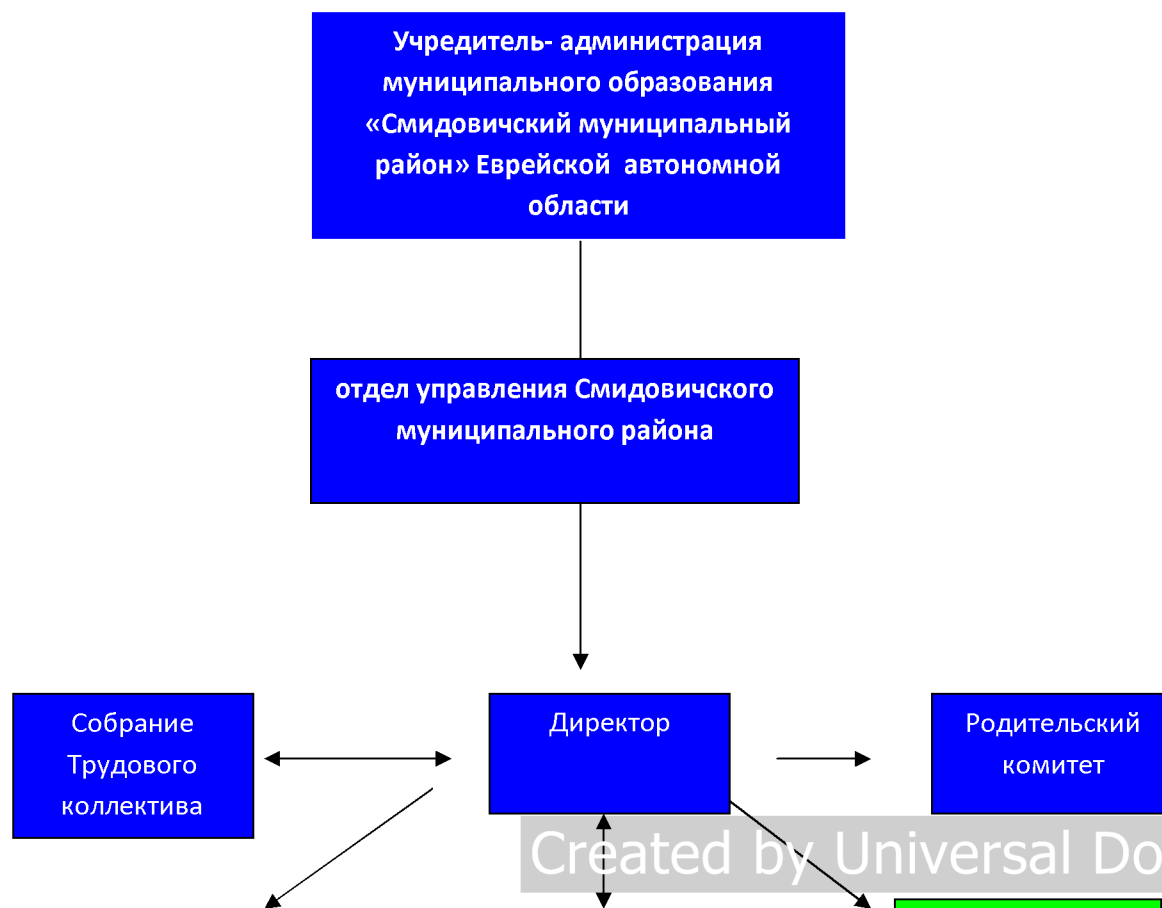 Учредитель- администрация
муниципального образования
«Смидовичский муниципальный
район» Еврейской автономной
области
отдел управления Смидовичского
муниципального района
Собрание
Трудового
коллектива
Директор
Родительский
комитет
Created by Universal Do